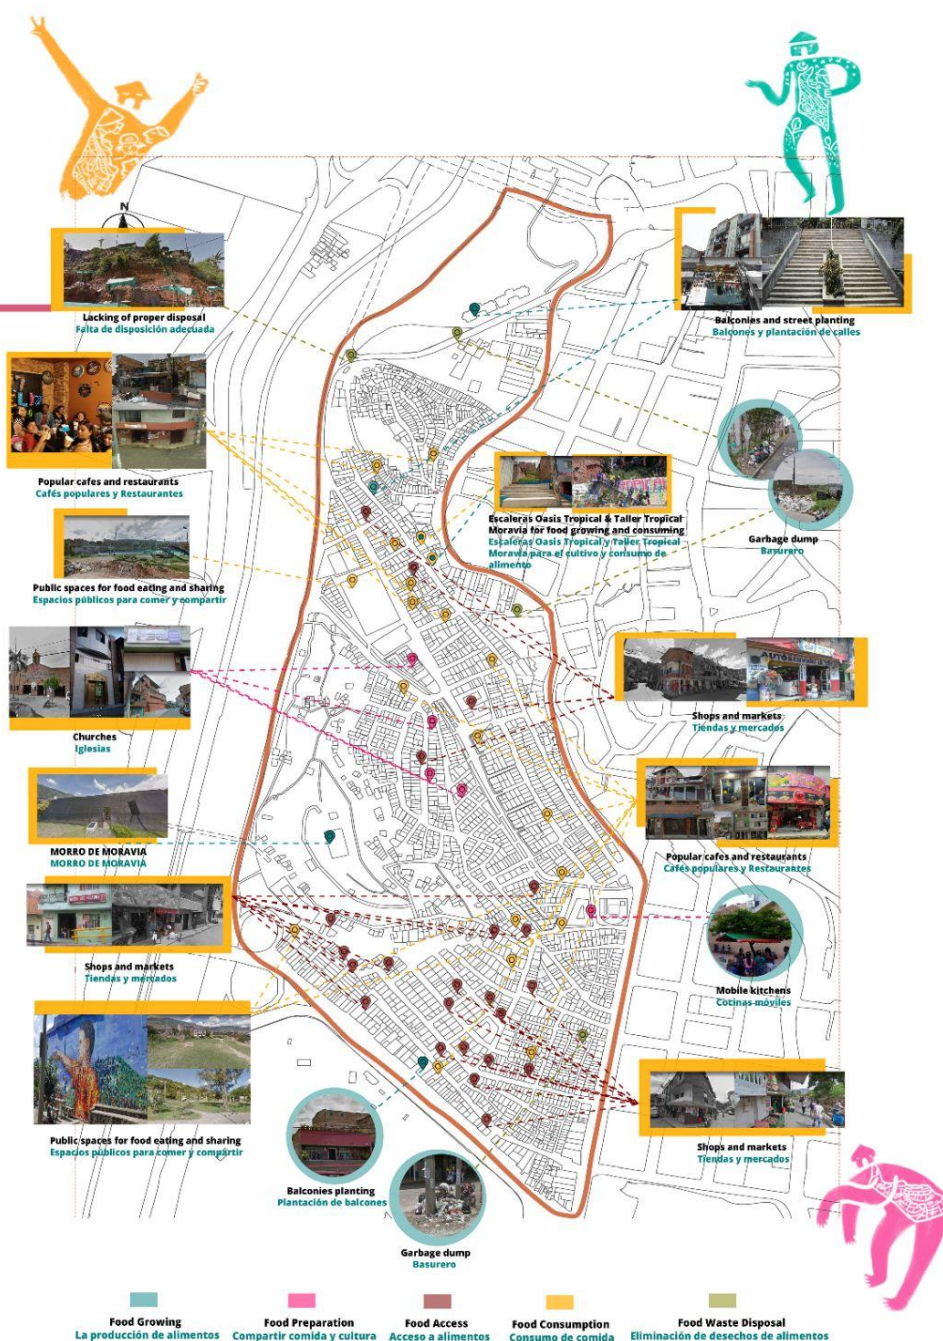 N
Lacking of proper disposal
Falta de disposición adecuada
Balconies and street planting
Balcones y plantación de calles
Popular cafes and restaurants
Cafés populares y Restaurantes
Escaleras Oasis Tropical & Taller Tropical
Moravia for food growing and consuming
Escaleras Oasis Tropical y Taller Tropical
Moravia para el cultivo y consumo de
alimento
Garbage dump
Basurero
Public spaces for food eating and sharing
Espacios públicos para comer y compartir
AUTOSERVICIO
Shops and markets
Tiendas y mercados
Churches
Iglesias
MORRO DE MORAVIA
MORRO DE MORAVIA
Popular cafes and restaurants
Cafés populares y Restaurantes
Shops and markets
Tiendas y mercados
Mobile kitchens
Cocinas móviles
Public spaces for food eating and sharing
Espacios públicos para comer y compartir
Shops and markets
Tiendas y mercados
Balconies planting
Plantación de balcones
Garbage dump
Basurero
Food Growing
La producción de alimentos
Food Preparation
Compartir comida y cultura
Food Access
Acceso a alimentos
Food Consumption
Consumo de comida
Food Waste Disposal
Eliminación de desechos de alimentos